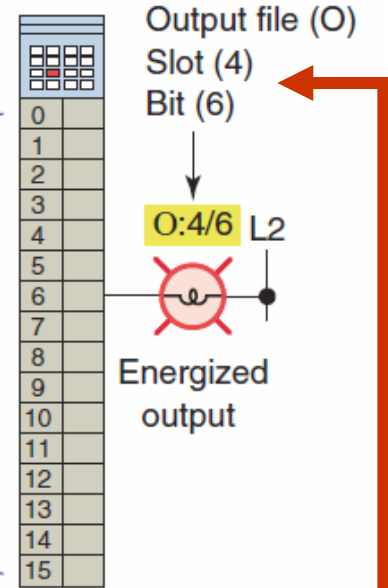 Output file (O)
Slot (4)
Bit (6)
0
1
2
3
4
5
6
7
8
9
10
11
12
13
14
15
O:4/6 L2
Energized
output